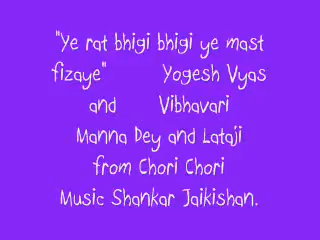 "Ye rat bhigi bhigi ye mast
fizaye" Yogesh Vyas
and Vibhavari
Manna Dey and Lataji
from Chori Chori
Music Shankar Jaikishan.